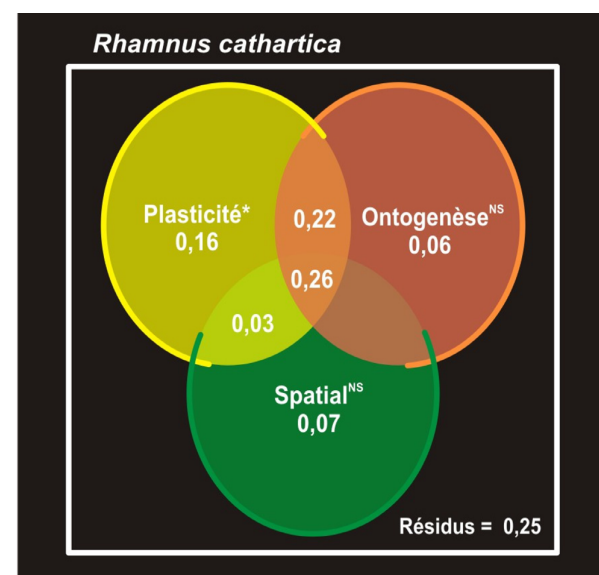 Rhamnus cathartica
Plasticité*
0,16
0,22
Ontogenèse^NS
0,06
0,26
0,03
Spatial^NS
0,07
Résidus = 0,25